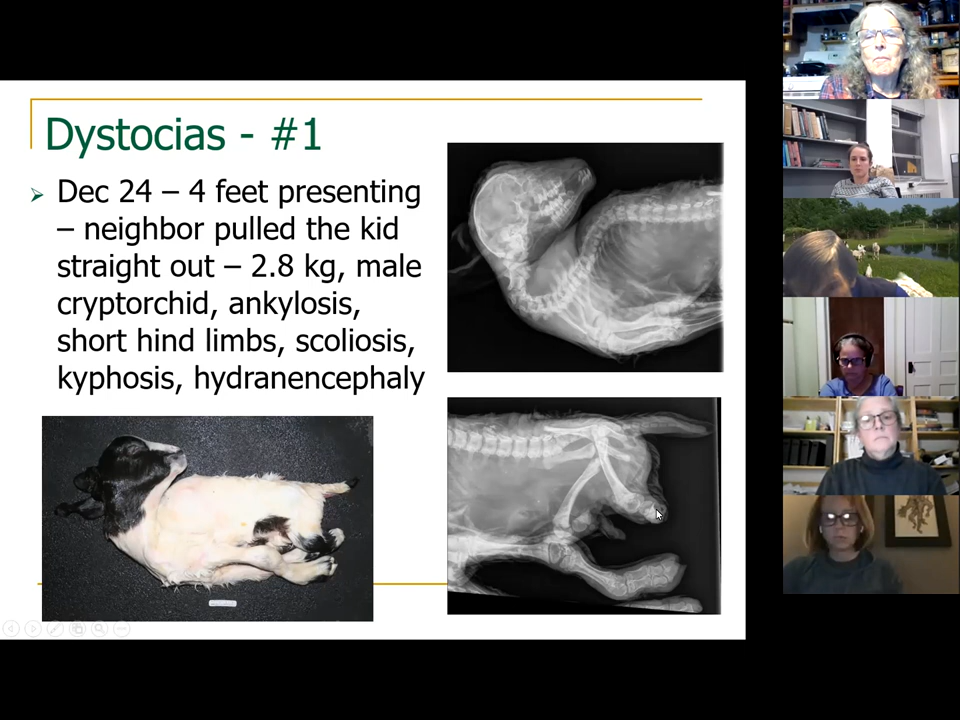 Dystocias - #1
Dec 24 – 4 feet presenting
– neighbor pulled the kid
straight out – 2.8 kg, male
cryptorchid, ankylosis,
short hind limbs, scoliosis,
kyphosis, hydranencephaly